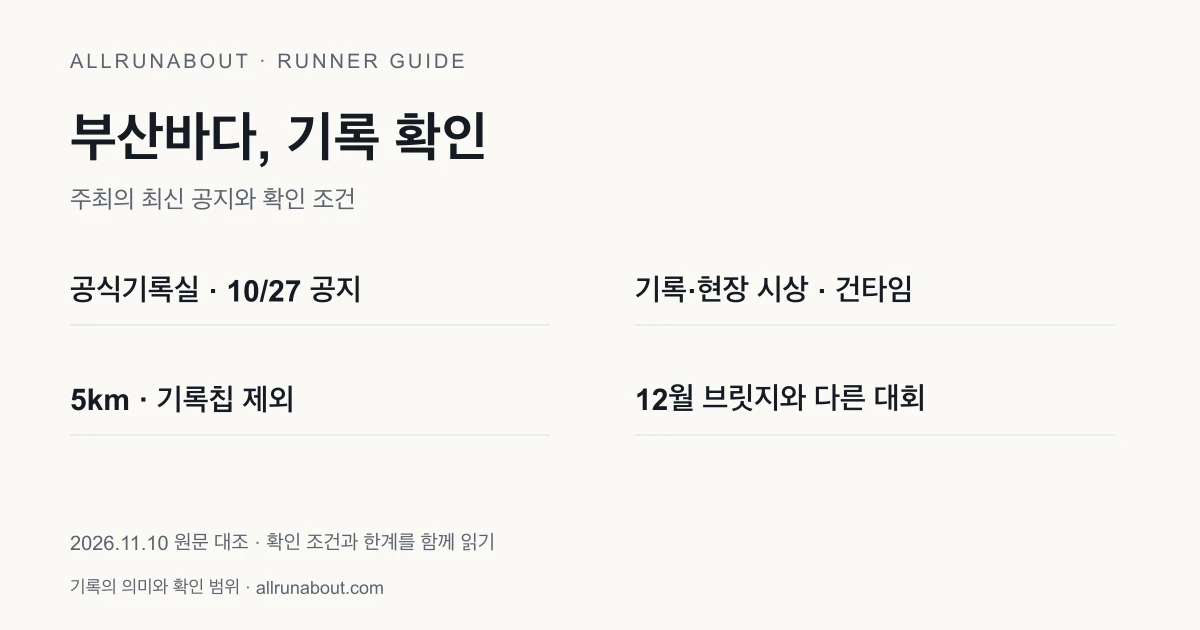 ALLRUNABOUT · RUNNER GUIDE
부산바다, 기록 확인
주최의 최신 공지와 확인 조건
공식기록실 · 10/27 공지
기록·현장 시상 · 건타임
5km · 기록칩 제외
12월 브릿지와 다른 대회
2026.11.10 원문 대조 · 확인 조건과 한계를 함께 읽기
기록의 의미와 확인 범위 · allrunabout.com